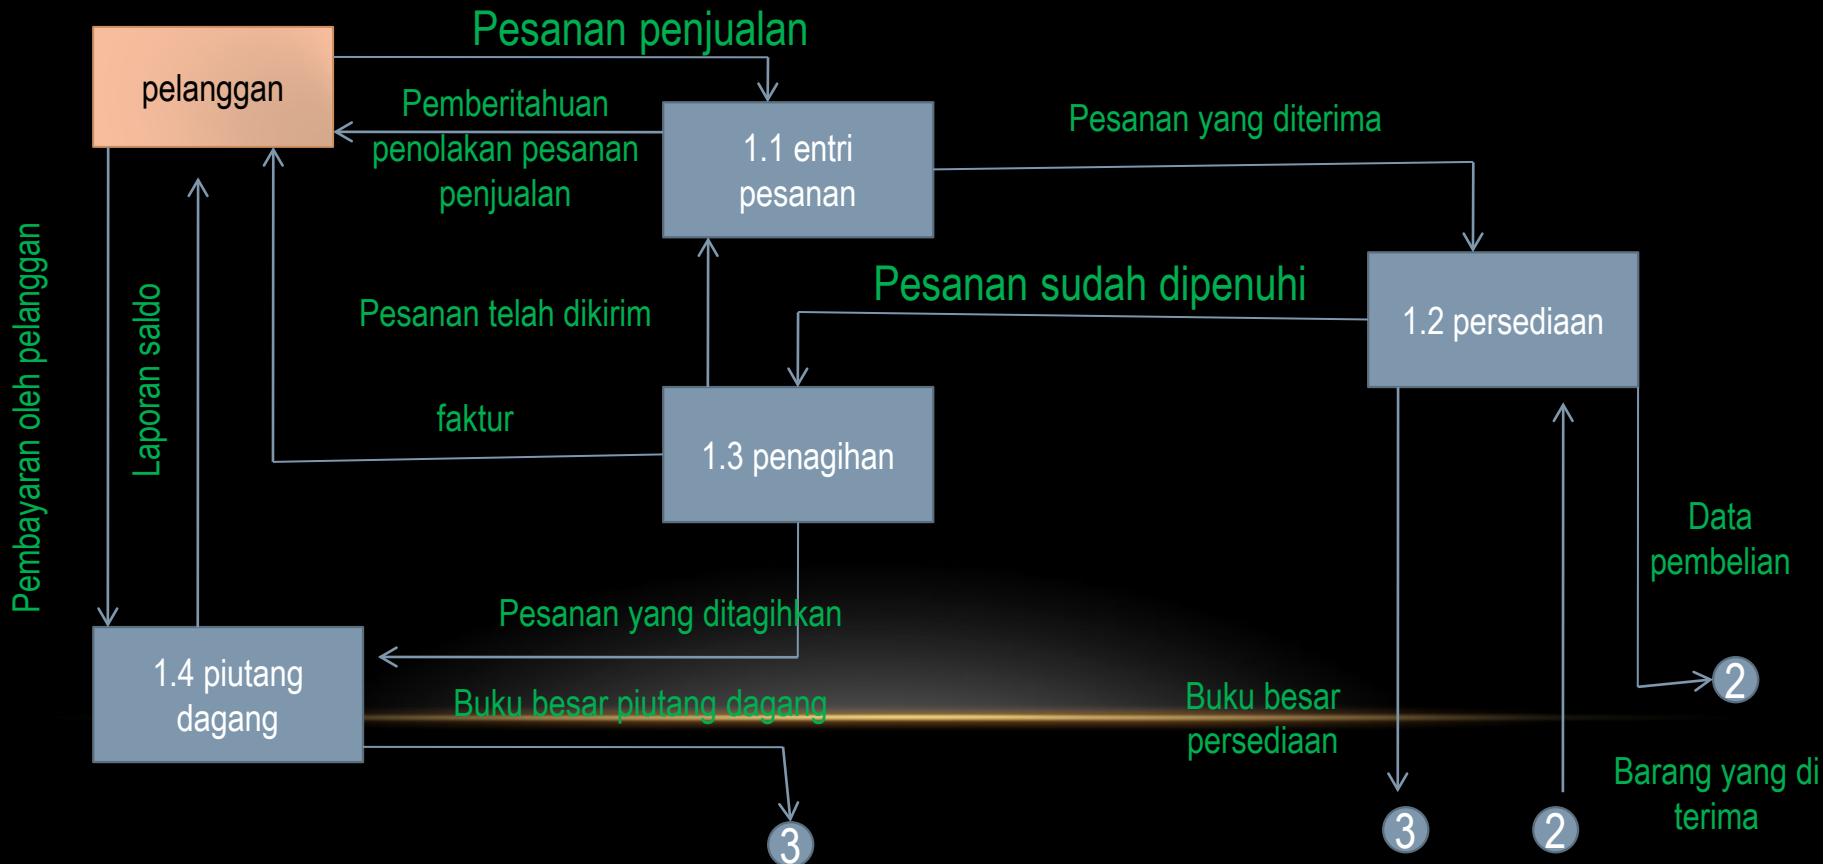 Pesanan penjualan
pelanggan
Pemberitahuan
penolakan pesanan
penjualan
1.1 entri
pesanan
Pesanan yang diterima
Pembayaran oleh pelanggan
Laporan saldo
Pesanan telah dikirim
Pesanan sudah dipenuhi
1.2 persediaan
faktur
1.3 penagihan
Data
pembelian
Pesanan yang ditagihkan
1.4 piutang
dagang
Buku besar piutang dagang
Buku besar
persediaan
2
Barang yang di
terima
3
3
2